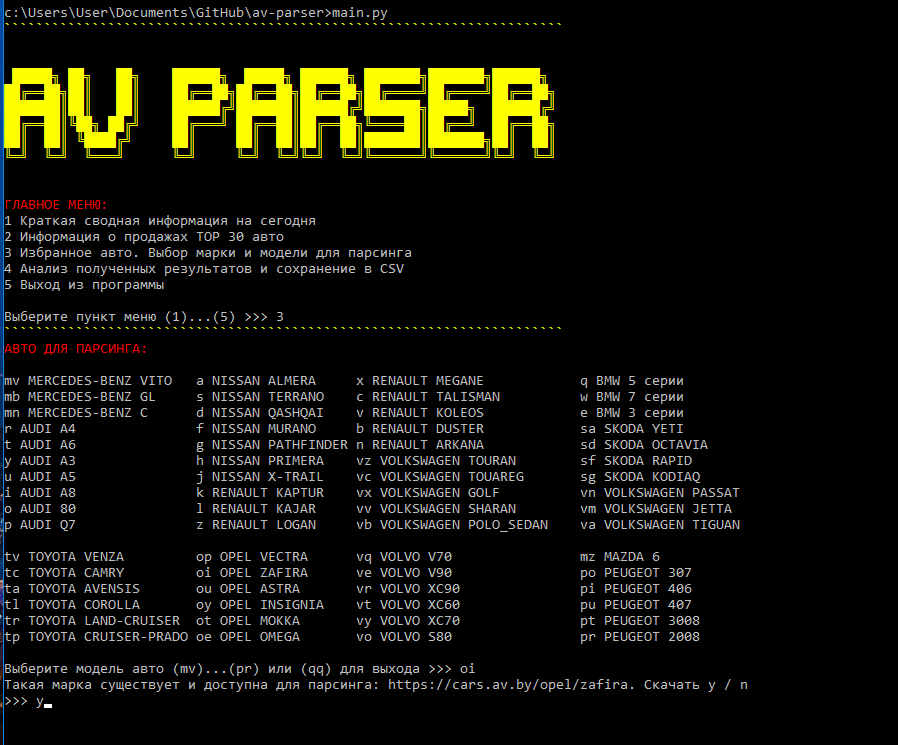 c:\Users\User\Documents\GitHub\av-parser>main.py
AV PARSER
ГЛАВНОЕ МЕНЮ:
1 Краткая сводная информация на сегодня
2 Информация о продажах TOP 30 авто
3 Избранное авто. Выбор марки и модели для парсинга
4 Анализ полученных результатов и сохранение в CSV
5 Выход из программы
Выберите пункт меню (1)...(5) >>> 3
АВТО ДЛЯ ПАРСИНГА:
mv MERCEDES-BENZ VITO a NISSAN ALMERA x RENAULT MEGANE q BMW 5 серии
mb MERCEDES-BENZ GL s NISSAN TERRANO c RENAULT TALISMAN w BMW 7 серии
mn MERCEDES-BENZ C d NISSAN QASHQAI v RENAULT KOLEOS e BMW 3 серии
r AUDI A4 f NISSAN MURANO b RENAULT DUSTER sa SKODA YETI
t AUDI A6 g NISSAN PATHFINDER n RENAULT ARKANA sd SKODA OCTAVIA
y AUDI A3 h NISSAN PRIMERA vz VOLKSWAGEN TOURAN sf SKODA RAPID
u AUDI A5 j NISSAN X-TRAIL vc VOLKSWAGEN TOUAREG sg SKODA KODIAQ
i AUDI A8 k RENAULT KAPTUR vx VOLKSWAGEN GOLF vn VOLKSWAGEN PASSAT
o AUDI 80 l RENAULT KAJAR vv VOLKSWAGEN SHARAN vm VOLKSWAGEN JETTA
p AUDI Q7 z RENAULT LOGAN vb VOLKSWAGEN POLO_SEDAN va VOLKSWAGEN TIGUAN
tv TOYOTA VENZA op OPEL VECTRA vq VOLVO V70 mz MAZDA 6
tc TOYOTA CAMRY oi OPEL ZAFIRA ve VOLVO V90 po PEUGEOT 307
ta TOYOTA AVENSIS ou OPEL ASTRA vr VOLVO XC90 pi PEUGEOT 406
tl TOYOTA COROLLA oy OPEL INSIGNIA vt VOLVO XC60 pu PEUGEOT 407
tr TOYOTA LAND-CRUISER ot OPEL MOKKA vy VOLVO XC70 pt PEUGEOT 3008
tp TOYOTA CRUISER-PRADO oe OPEL OMEGA vo VOLVO S80 pr PEUGEOT 2008
Выберите модель авто (mv)...(pr) или (qq) для выхода >>> oi
Такая марка существует и доступна для парсинга: https://cars.av.by/opel/zafira. Скачать y / n
>>> y